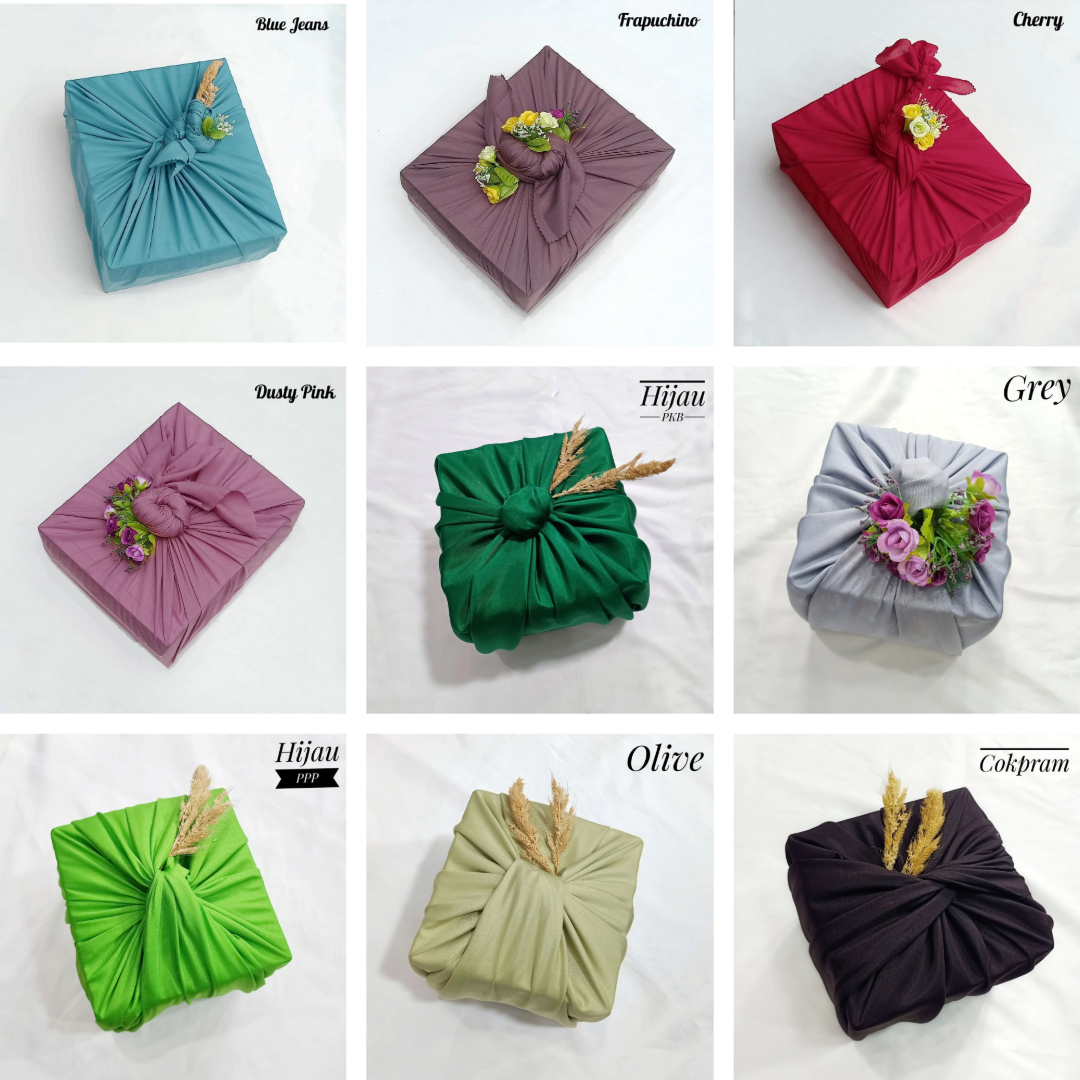 Blue Jeans
Frapuchino
Cherry
Dusty Pink
Hijau
PKB
Grey
Hijau
PPP
Olive
Cokpram